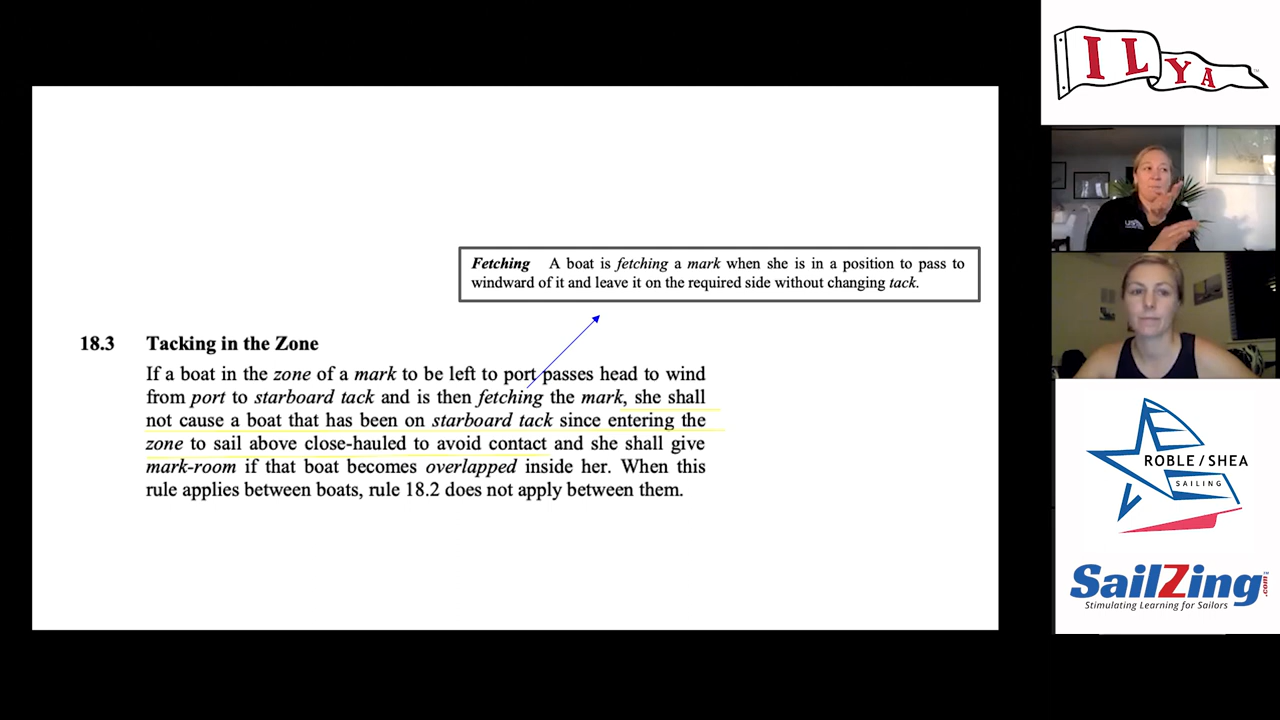 ILYA
Fetching A boat is fetching a mark when she is in a position to pass to
windward of it and leave it on the required side without changing tack.
18.3 Tacking in the Zone
If a boat in the zone of a mark to be left to port passes head to wind
from port to starboard tack and is then fetching the mark, she shall
not cause a boat that has been on starboard tack since entering the
zone to sail above close-hauled to avoid contact and she shall give
mark-room if that boat becomes overlapped inside her. When this
rule applies between boats, rule 18.2 does not apply between them.
ROBLE / SHEA
SAILING
SailZing.com
Stimulating Learning for Sailors